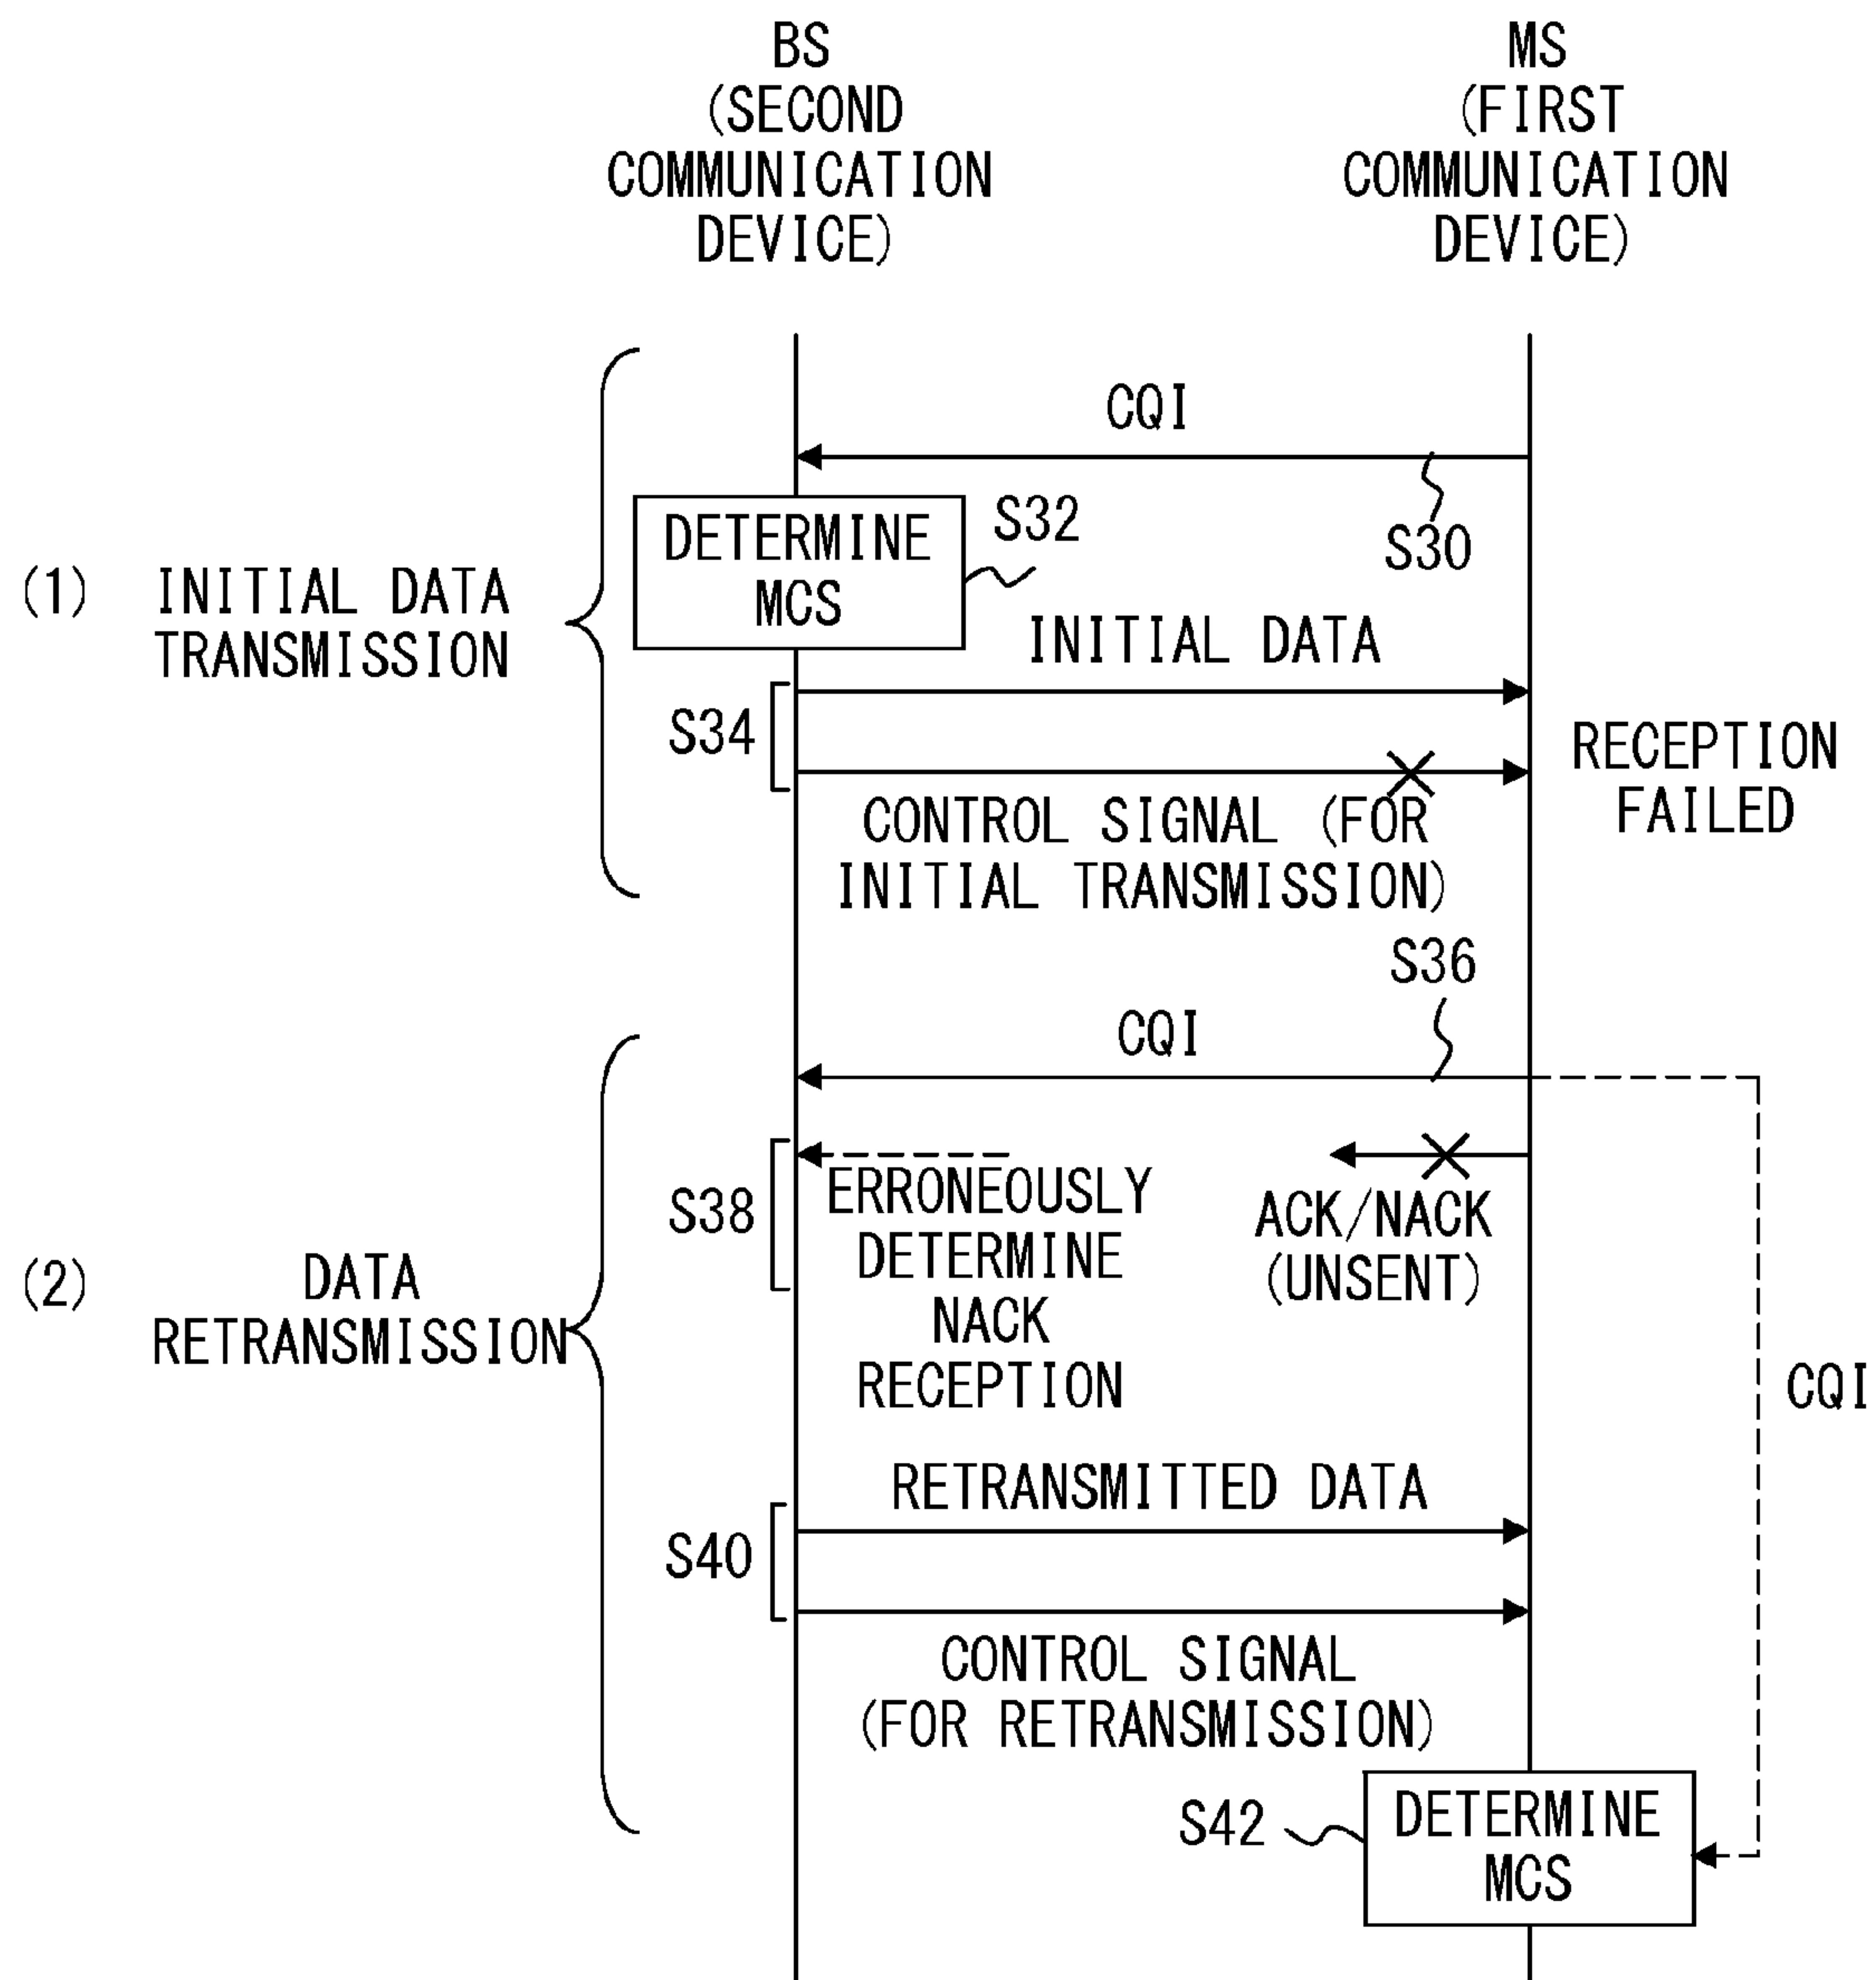 BS
(SECOND
COMMUNICATION
DEVICE)
MS
(FIRST
COMMUNICATION
DEVICE)
CQI
S30
DETERMINE
MCS
S32
(1) INITIAL DATA
TRANSMISSION
INITIAL DATA
S34
RECEPTION
FAILED
CONTROL SIGNAL (FOR
INITIAL TRANSMISSION)
S36
CQI
S38
ERRONEOUSLY
DETERMINE
NACK
RECEPTION
ACK/NACK
(UNSENT)
(2) DATA
RETRANSMISSION
CQI
RETRANSMITTED DATA
S40
CONTROL SIGNAL
(FOR RETRANSMISSION)
S42
DETERMINE
MCS